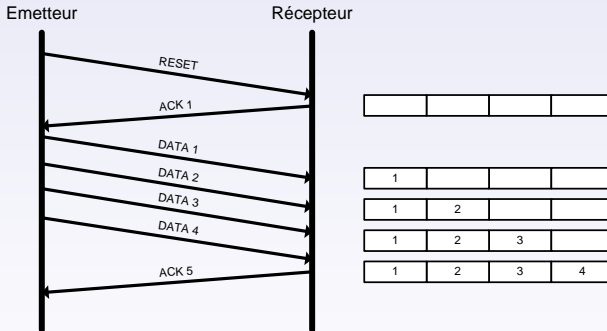 Emetteur Récepteur
RESET
ACK 1
DATA 1
1
DATA 2
1 2
DATA 3
1 2 3
DATA 4
ACK 5
1 2 3 4